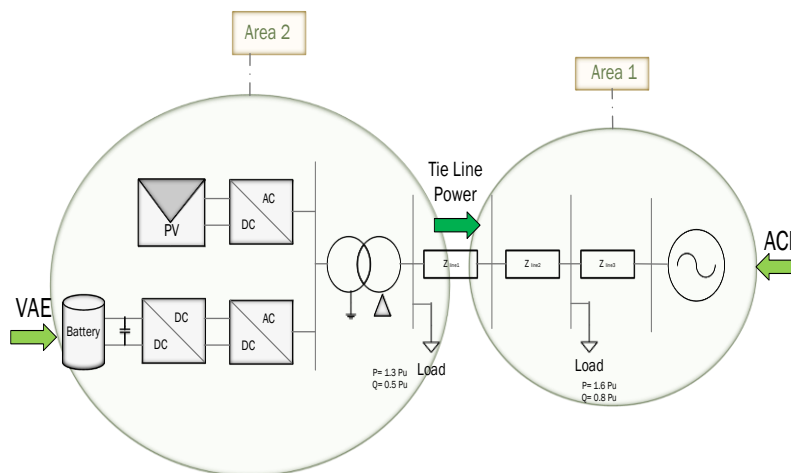 Area 2
Area 1
PV
AC
DC
Tie Line
Power
Z line1
Z line2
Z line3
ACE
VAE
Battery
DC
DC
AC
DC
Load
P= 1.3 Pu
Q= 0.5 Pu
Load
P= 1.6 Pu
Q= 0.8 Pu